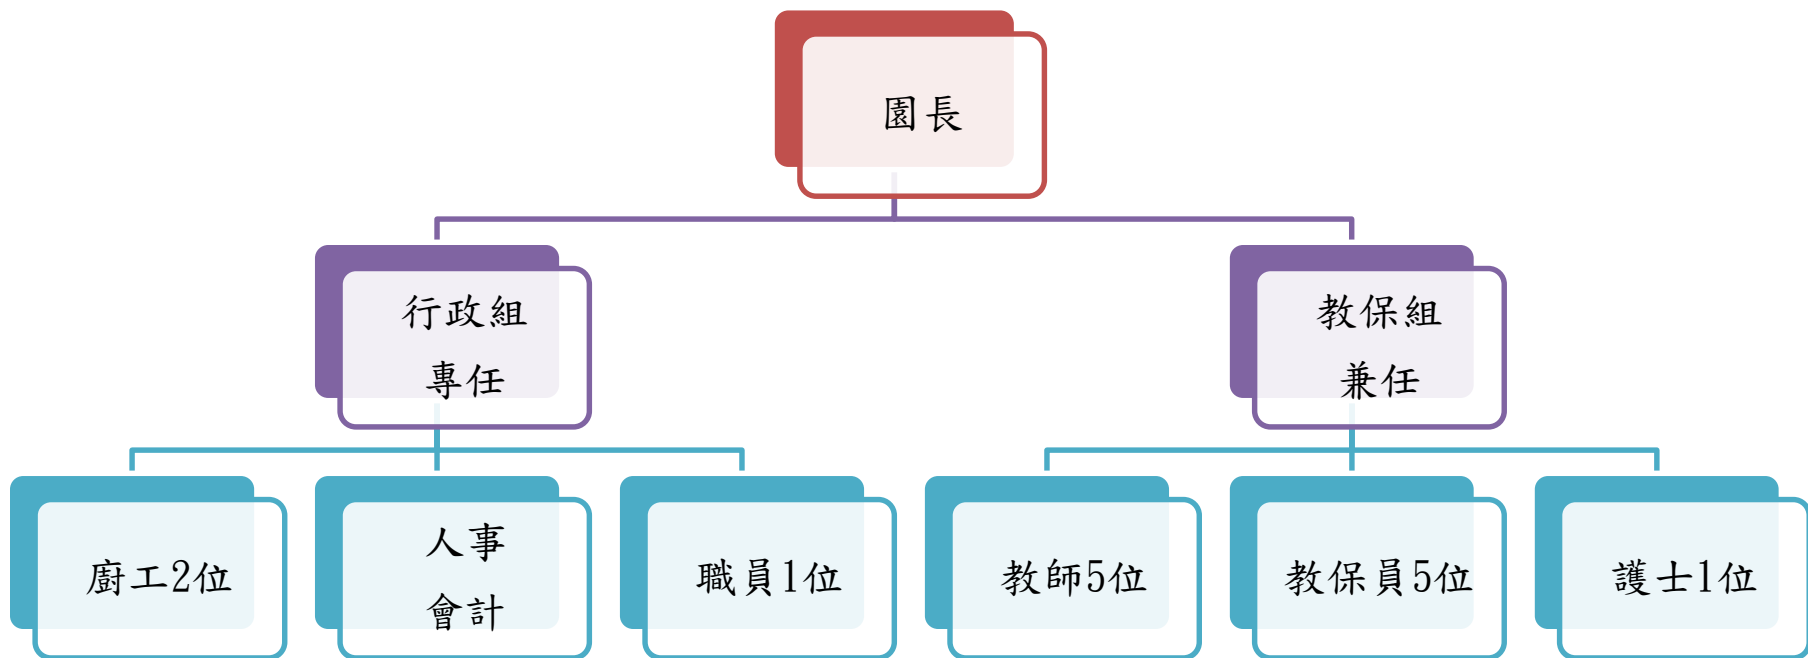 園長
行政組
專任
教保組
兼任
廚工2位
人事
會計
職員1位
教師5位
教保員5位
護士1位